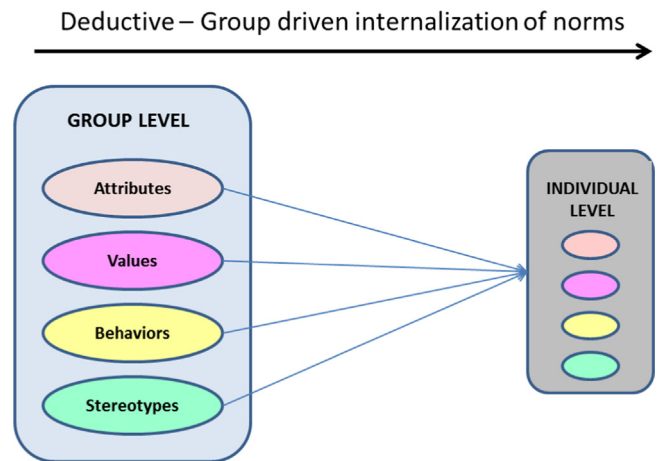 Deductive – Group driven internalization of norms
GROUP LEVEL
Attributes
Values
Behaviors
Stereotypes
INDIVIDUAL
LEVEL